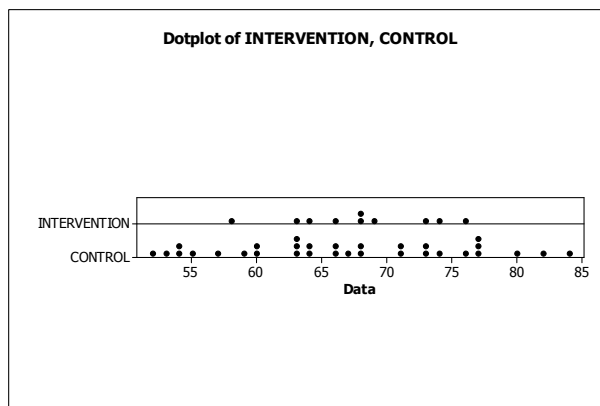 Dotplot of INTERVENTION, CONTROL
INTERVENTION
CONTROL
55 60 65 70 75 80 85
Data